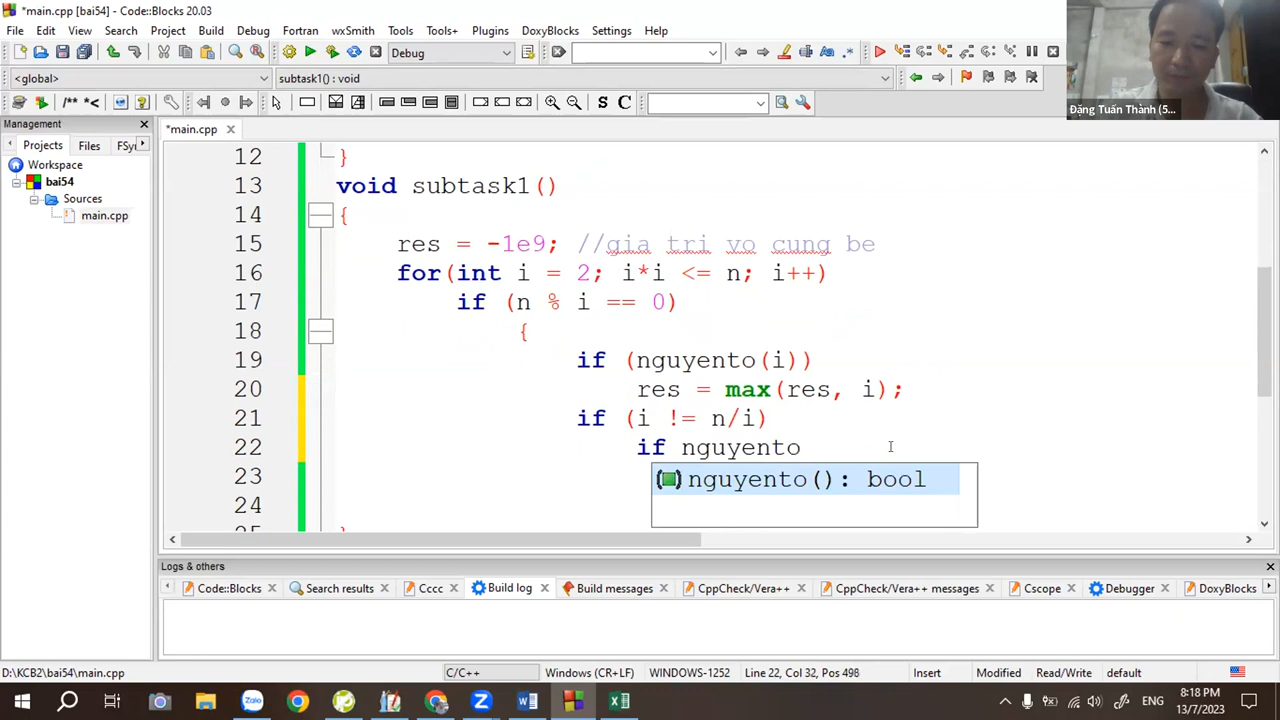 *main.cpp [bai54] - Code::Blocks 20.03
File Edit View Search Project Build Debug Fortran wxSmith Tools Tools+ Plugins DoxyBlocks Settings Help
Debug
<global> subtask1() : void
/** *< S C
Management
Projects Files FSy
Workspace
bai54
Sources
main.cpp
*main.cpp
12 }
13 void subtask1()
14 {
15 res = -1e9; //gia tri vo cung be
16 for(int i = 2; i*i <= n; i++)
17 if (n % i == 0)
18 {
19 if (nguyento(i))
20 res = max(res, i);
21 if (i != n/i)
22 if nguyento
nguyento(): bool
23
24
25 }
Đặng Tuấn Thành (5...
Logs & others
Code::Blocks Search results Cccc Build log Build messages CppCheck/Vera++ CppCheck/Vera++ messages Cscope Debugger DoxyBlocks
D:\KCB2\bai54\main.cpp C/C++ Windows (CR+LF) WINDOWS-1252 Line 22, Col 32, Pos 498 Insert Modified Read/Write default
Zalo ENG 8:18 PM
13/7/2023